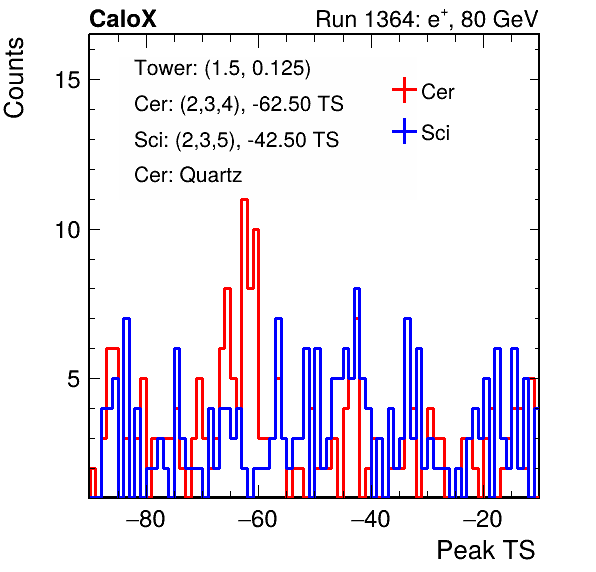 CaloX Run 1364: e⁺, 80 GeV
Counts
Tower: (1.5, 0.125)
Cer: (2,3,4), -62.50 TS
Sci: (2,3,5), -42.50 TS
Cer: Quartz
Cer
Sci
15
10
5
−80 −60 −40 −20
Peak TS